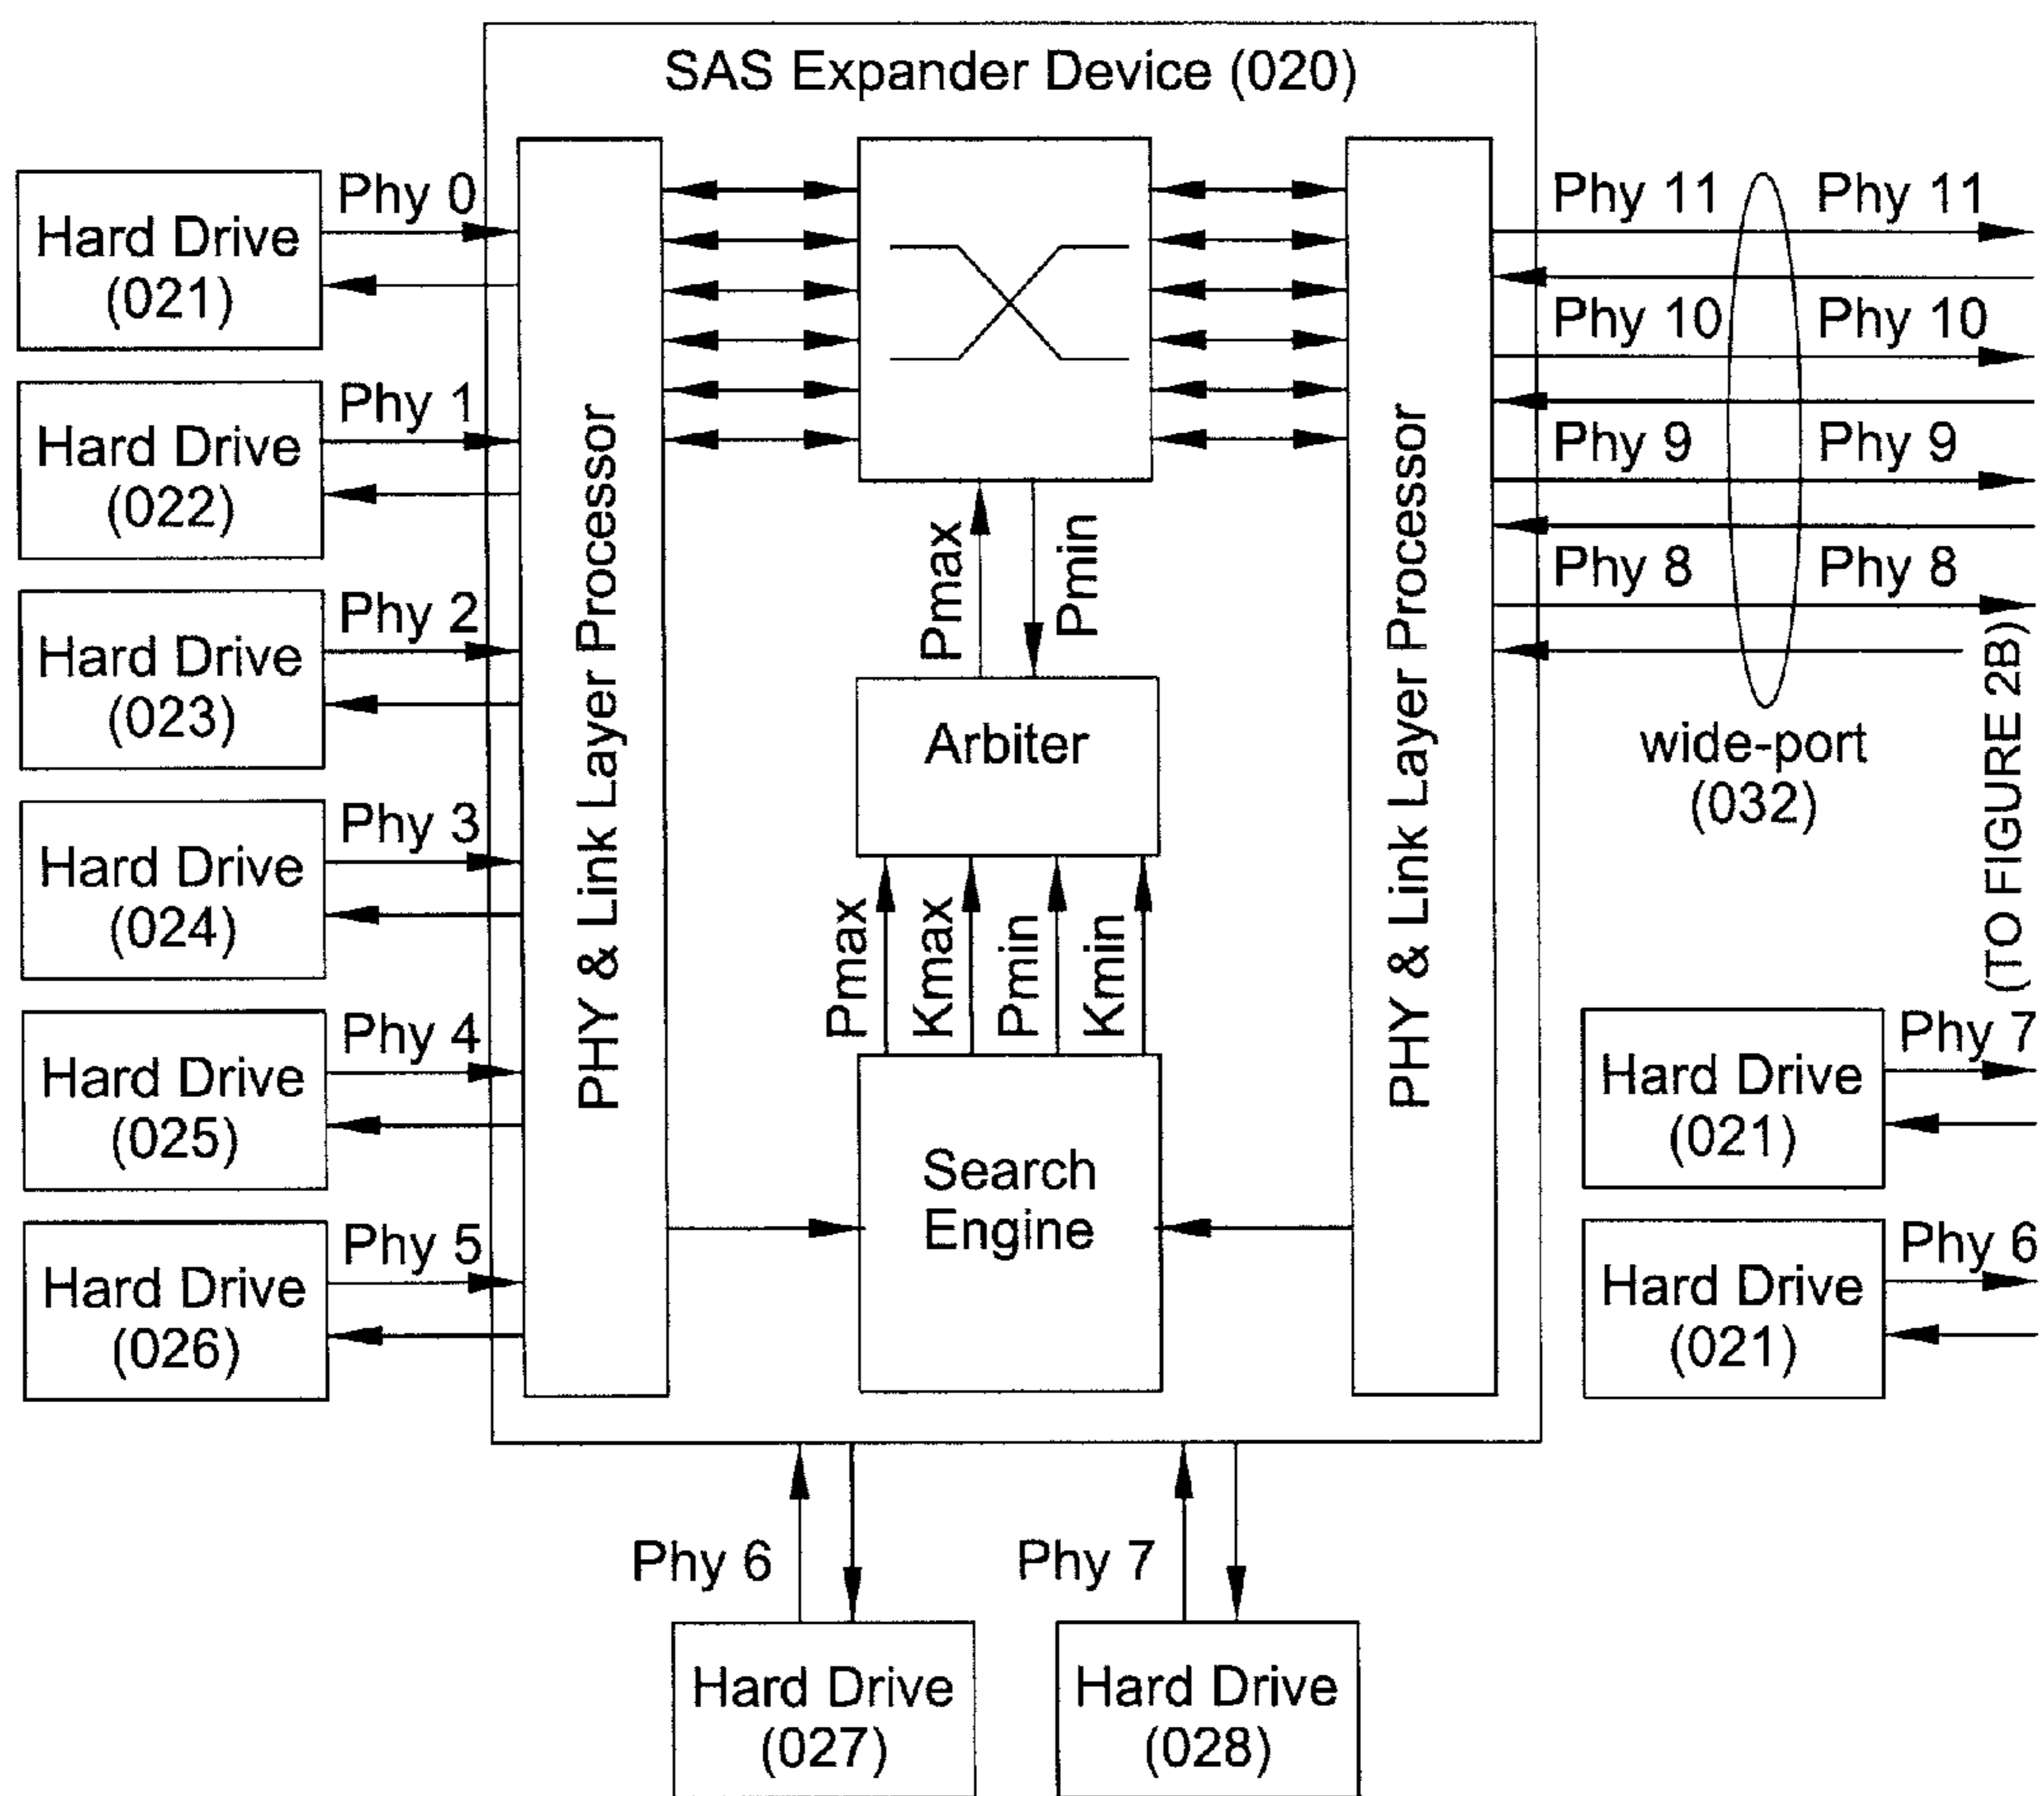 SAS Expander Device (020)
Hard Drive
(021)
Phy 0
Hard Drive
(022)
Phy 1
Hard Drive
(023)
Phy 2
Hard Drive
(024)
Phy 3
Hard Drive
(025)
Phy 4
Hard Drive
(026)
Phy 5
PHY & Link Layer Processor
Pmax
Pmin
Arbiter
Pmax
Kmax
Pmin
Kmin
Search
Engine
PHY & Link Layer Processor
Phy 11
Phy 11
Phy 10
Phy 10
Phy 9
Phy 9
Phy 8
Phy 8
wide-port
(032)
(TO FIGURE 2B)
Hard Drive
(021)
Phy 7
Hard Drive
(021)
Phy 6
Phy 6
Phy 7
Hard Drive
(027)
Hard Drive
(028)